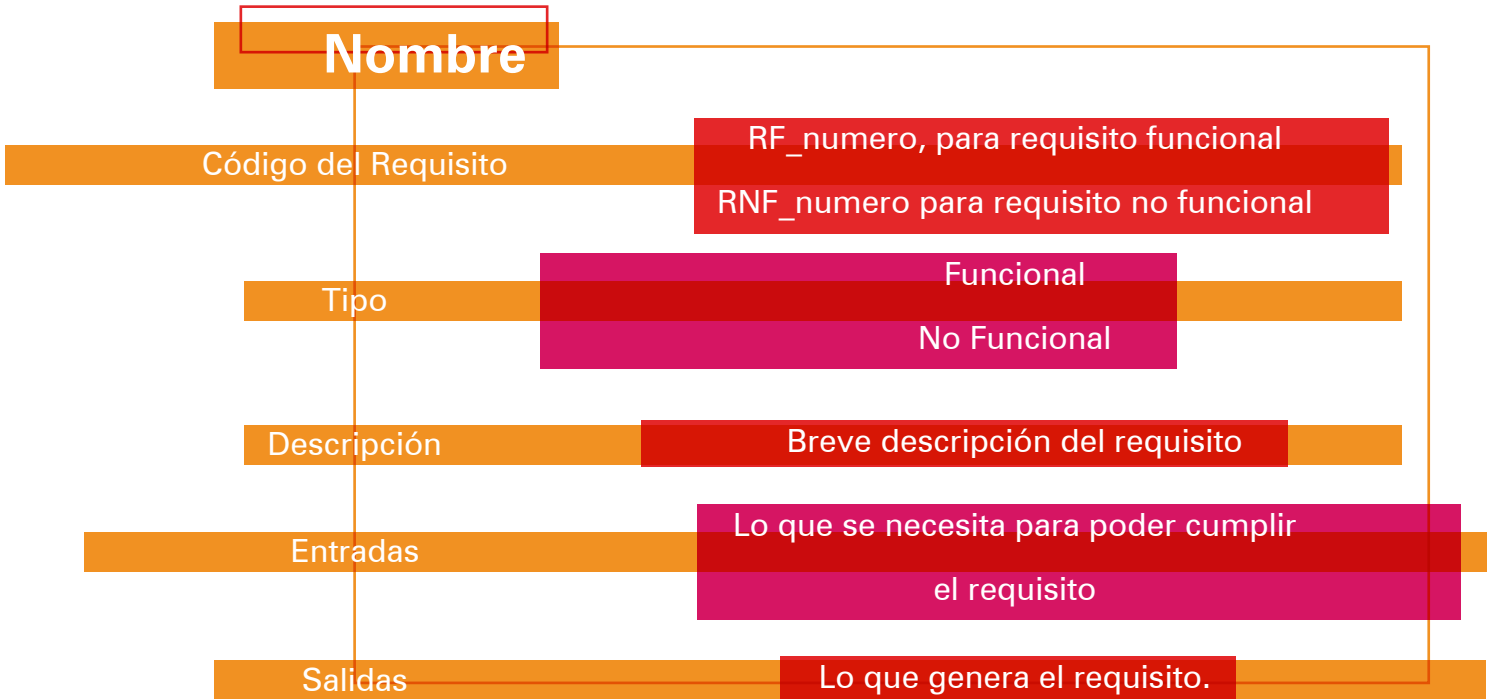 Nombre
Código del Requisito
RF_numero, para requisito funcional
RNF_numero para requisito no funcional
Tipo
Funcional
No Funcional
Descripción
Breve descripción del requisito
Entradas
Lo que se necesita para poder cumplir
el requisito
Salidas
Lo que genera el requisito.